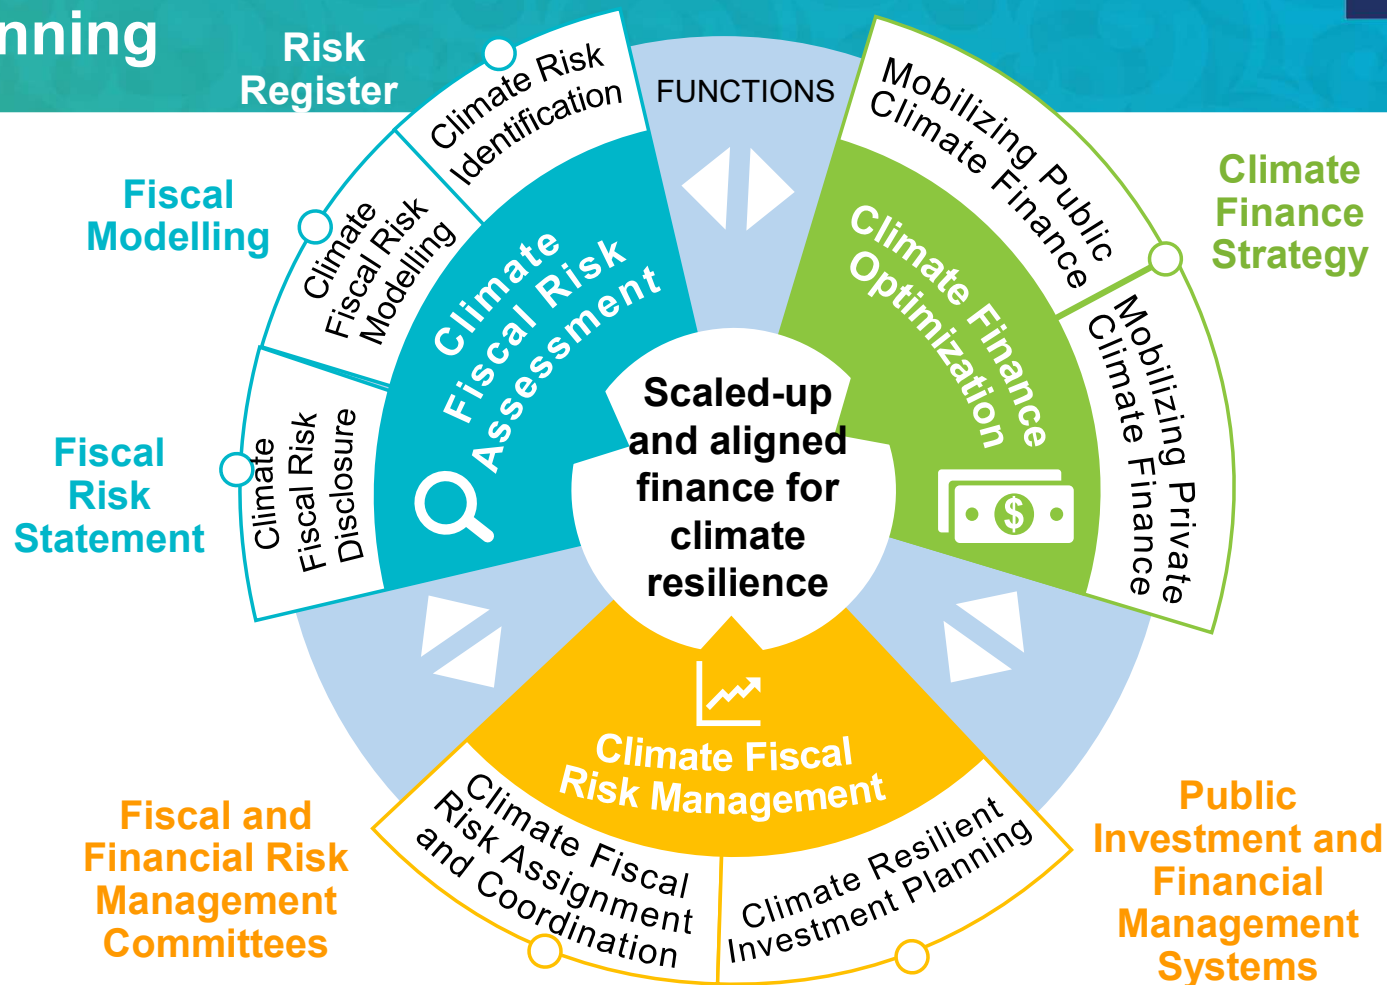 nning
Risk
Register
Climate Risk
Identification
FUNCTIONS
Mobilizing Public
Climate Finance
Climate
Finance
Strategy
Fiscal
Modelling
Climate
Fiscal Risk
Modelling
Climate
Fiscal Risk
Assessment
Climate Finance
Optimization
Mobilizing Private
Climate Finance
Fiscal
Risk
Statement
Climate
Fiscal Risk
Disclosure
Scaled-up
and aligned
finance for
climate
resilience
$
Climate Fiscal
Risk Management
Fiscal and
Financial Risk
Management
Committees
Climate Fiscal
Risk Assignment
and Coordination
Climate Resilient
Investment Planning
Public
Investment and
Financial
Management
Systems